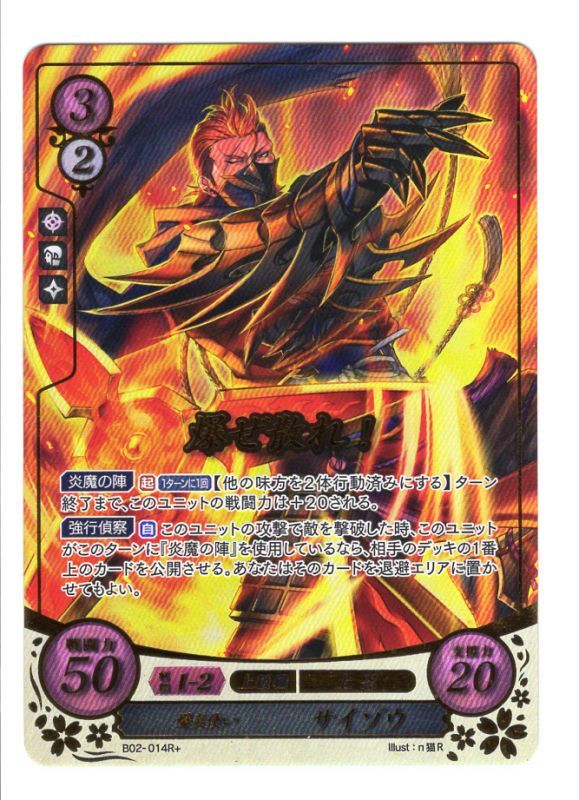 3
2
爆ぜ散れ!
炎魔の陣 起 1ターンに1回【他の味方を2体行動済みにする】ターン
終了まで、このユニットの戦闘力は+20される。
強行偵察 自 このユニットの攻撃で敵を撃破した時、このユニット
がこのターンに『炎魔の陣』を使用しているなら、相手のデッキの1番
上のカードを公開させる。あなたはそのカードを退避エリアに置か
せてもよい。
戦闘力
50
射程 1-2
上級職
支援力
20
サイゾウ
B02-014R+
Illust:n猫R